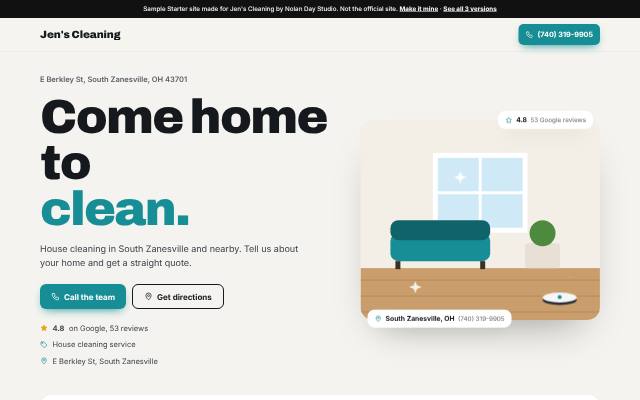 Sample Starter site made for Jen's Cleaning by Nolan Day Studio. Not the official site. Make it mine · See all 3 versions
Jen's Cleaning
(740) 319-9905
E Berkley St, South Zanesville, OH 43701
Come home
to
clean.
House cleaning in South Zanesville and nearby. Tell us about
your home and get a straight quote.
Call the team
Get directions
4.8 on Google, 53 reviews
House cleaning service
E Berkley St, South Zanesville
4.8 53 Google reviews
South Zanesville, OH (740) 319-9905